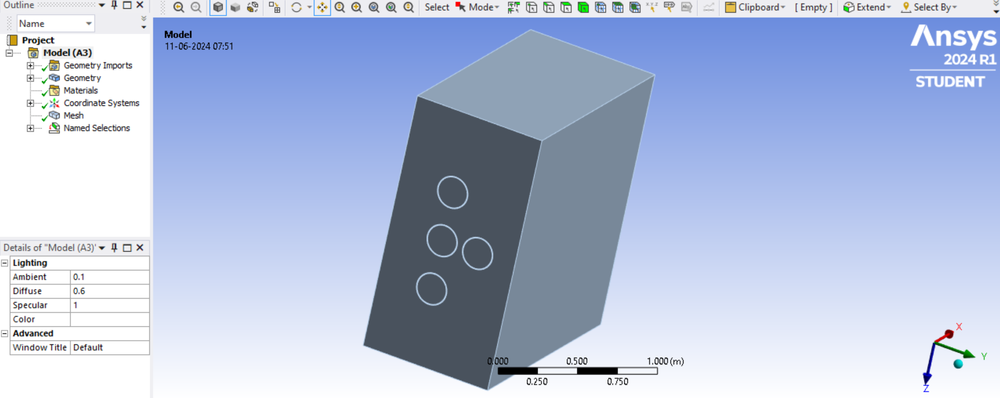 Outline
Select Mode Clipboard [ Empty ] Extend Select By
X,Y,Z
Name
Project
Model (A3)
Geometry Imports
Geometry
Materials
Coordinate Systems
Mesh
Named Selections
Details of "Model (A3)'
Lighting
Ambient 0.1
Diffuse 0.6
Specular 1
Color
Advanced
Window Title Default
Model
11-06-2024 07:51
Ansys
2024 R1
STUDENT
0.000 0.500 1.000 (m)
0.250 0.750
X
Y
Z